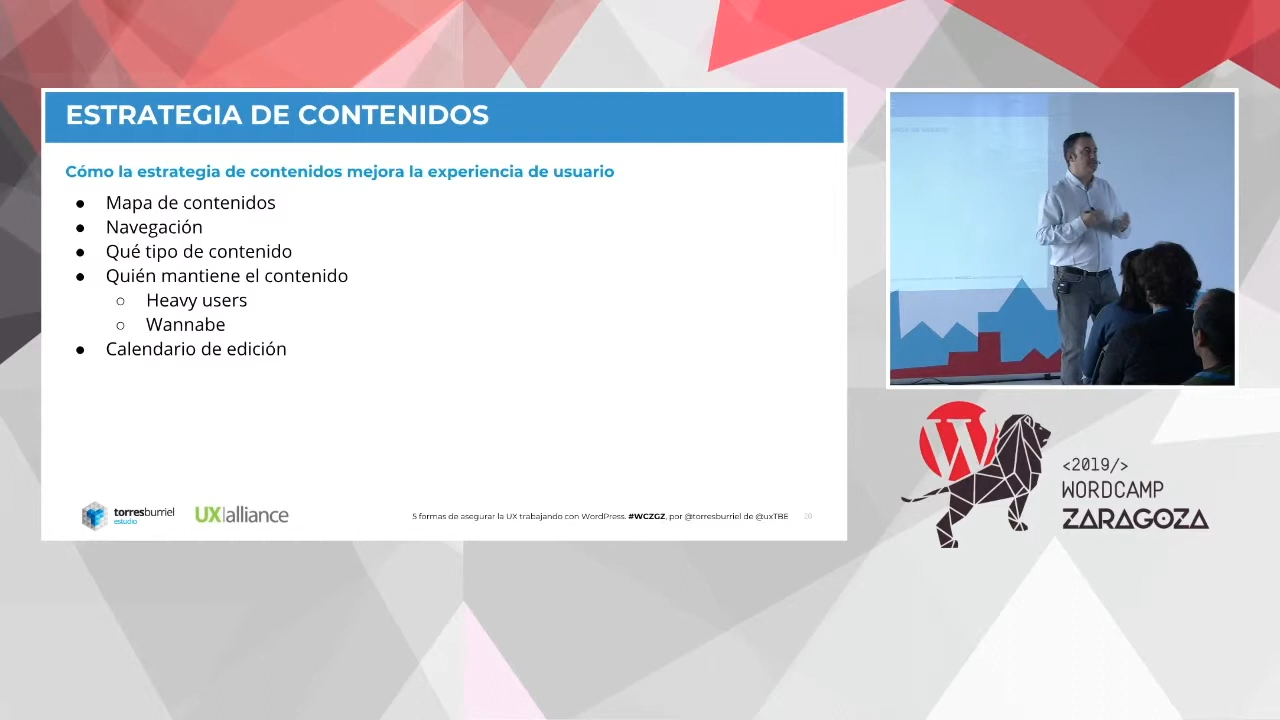 ESTRATEGIA DE CONTENIDOS
Cómo la estrategia de contenidos mejora la experiencia de usuario
● Mapa de contenidos
● Navegación
● Qué tipo de contenido
● Quién mantiene el contenido
○ Heavy users
○ Wannabe
● Calendario de edición
torresburriel
estudio
UX|alliance
5 formas de asegurar la UX trabajando con WordPress. #WCZGZ, por @torresburriel de @uxTBE
W
<2019/>
WORDCAMP
ZARAGOZA